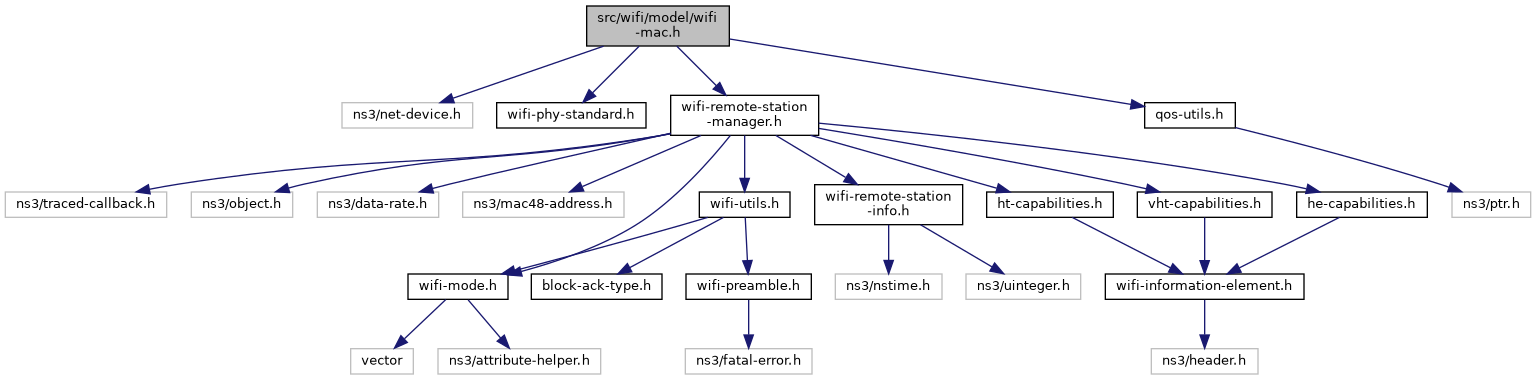 src/wifi/model/wifi
-mac.h
ns3/net-device.h
wifi-phy-standard.h
wifi-remote-station
-manager.h
qos-utils.h
ns3/traced-callback.h
ns3/object.h
ns3/data-rate.h
ns3/mac48-address.h
wifi-utils.h
wifi-remote-station
-info.h
ht-capabilities.h
vht-capabilities.h
he-capabilities.h
ns3/ptr.h
wifi-mode.h
block-ack-type.h
wifi-preamble.h
ns3/nstime.h
ns3/uinteger.h
wifi-information-element.h
vector
ns3/attribute-helper.h
ns3/fatal-error.h
ns3/header.h